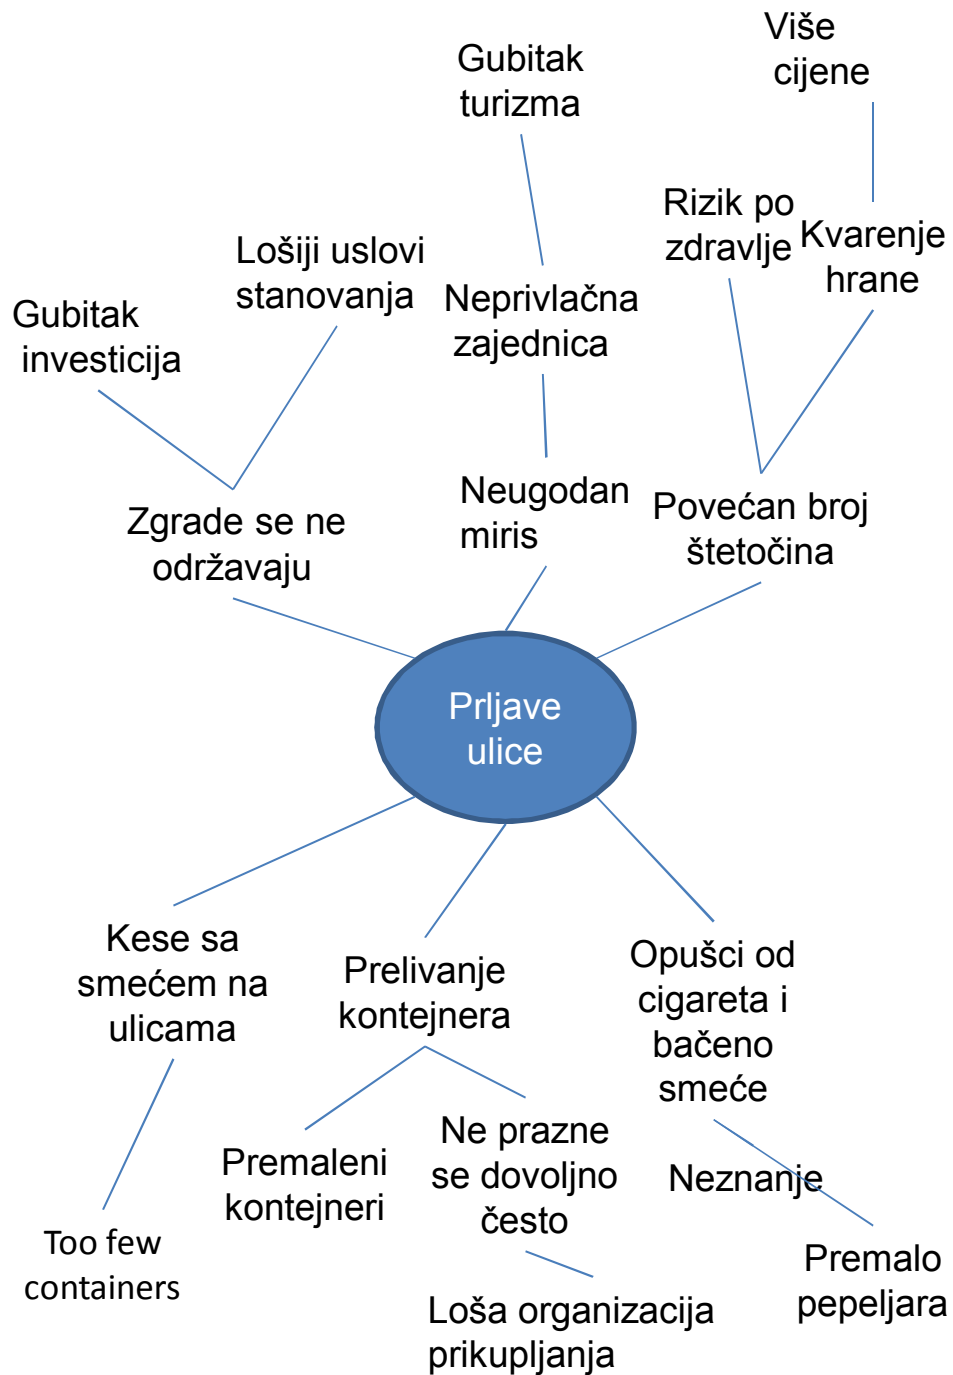 Više
cijene
Gubitak
turizma
Rizik po
zdravlje
Kvarenje
hrane
Lošiji uslovi
stanovanja
Neprivlačna
zajednica
Gubitak
investicija
Neugodan
miris
Povećan broj
štetočina
Zgrade se ne
održavaju
Prljave
ulice
Kese sa
smećem na
ulicama
Prelivanje
kontejnera
Opušci od
cigareta i
bačeno
smeće
Premaleni
kontejneri
Ne prazne
se dovoljno
često
Neznanje
Too few
containers
Premalo
pepeljara
Loša organizacija
prikupljanja